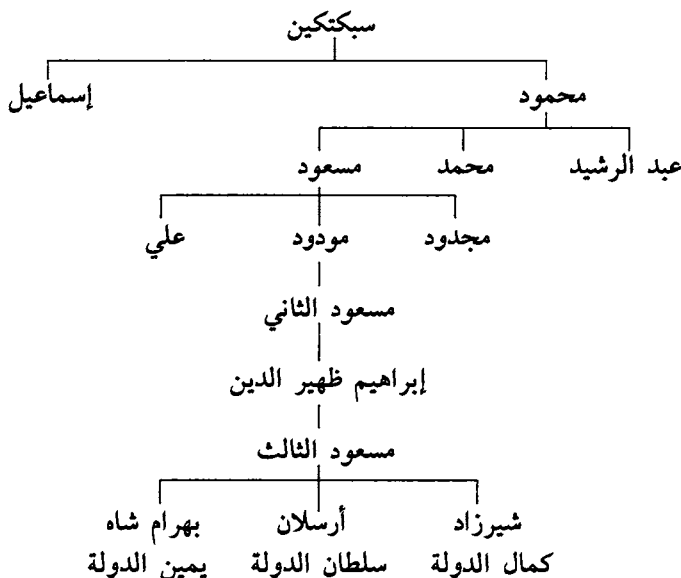 سبكتكين
محمود إسماعيل
عبد الرشيد محمد مسعود
مجدود مودود علي
مسعود الثاني
إبراهيم ظهير الدين
مسعود الثالث
شيرزاد أرسلان بهرام شاه
كمال الدولة سلطان الدولة يمين الدولة